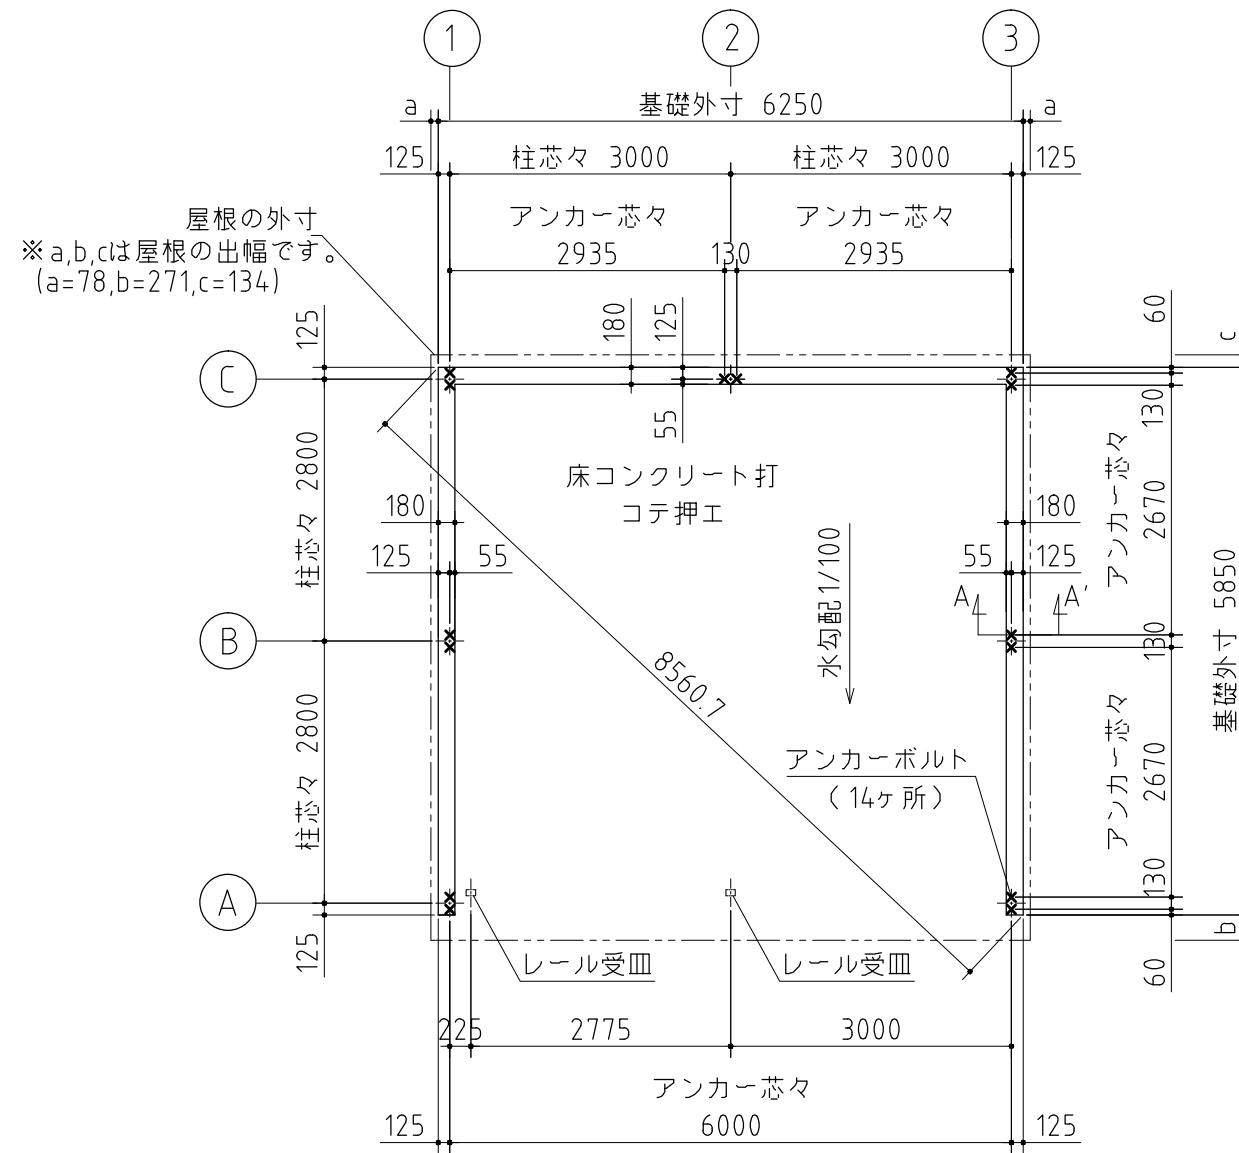 1 2 3
a 基礎外寸 6250 a
125 柱芯々 3000 柱芯々 3000 125
アンカー芯々 アンカー芯々
2935 130 2935
屋根の外寸
※a,b,cは屋根の出幅です。
(a=78,b=271,c=134)
125
180
125
60
c
C
55
130
柱芯々 2800
床コンクリート打
コテ押エ
180
180
125 55
55 125
アンカー芯々
2670
水勾配1/100
A A'
B
130
基礎外寸 5850
8560.7
柱芯々 2800
アンカーボルト
(14ヶ所)
アンカー芯々
2670
A
130
125
レール受皿 レール受皿
b
60
225 2775 3000
アンカー芯々
125 6000 125